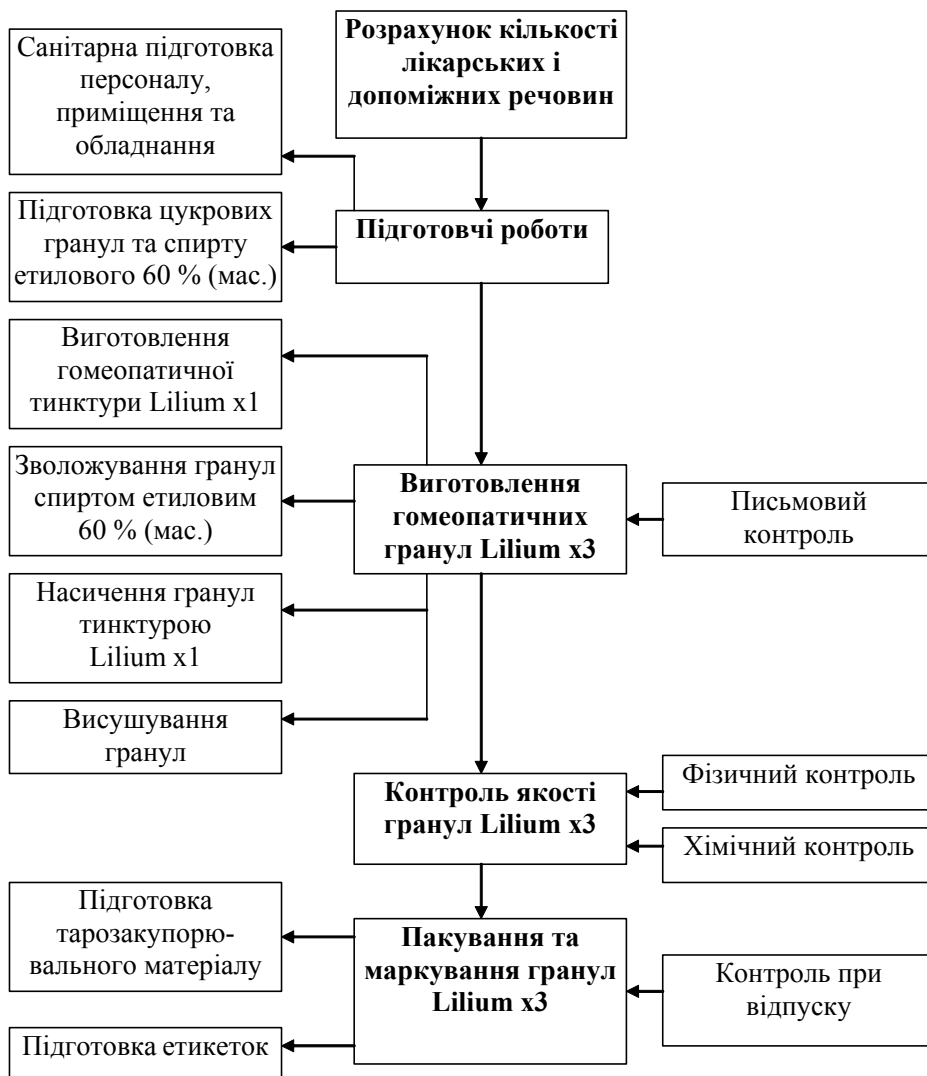 Розрахунок кількості
лікарських і
допоміжних речовин
Санітарна підготовка
персоналу,
приміщення та
обладнання
Підготовчі роботи
Підготовка цукрових
гранул та спирту
етилового 60 % (мас.)
Виготовлення
гомеопатичної
тинктури Lilium x1
Зволожування гранул
спиртом етиловим
60 % (мас.)
Виготовлення
гомеопатичних
гранул Lilium x3
Письмовий
контроль
Насичення гранул
тинктурою
Lilium x1
Висушування
гранул
Контроль якості
гранул Lilium x3
Фізичний контроль
Хімічний контроль
Підготовка
тарозакупорю-
вального матеріалу
Пакування та
маркування гранул
Lilium x3
Контроль при
відпуску
Підготовка етикеток